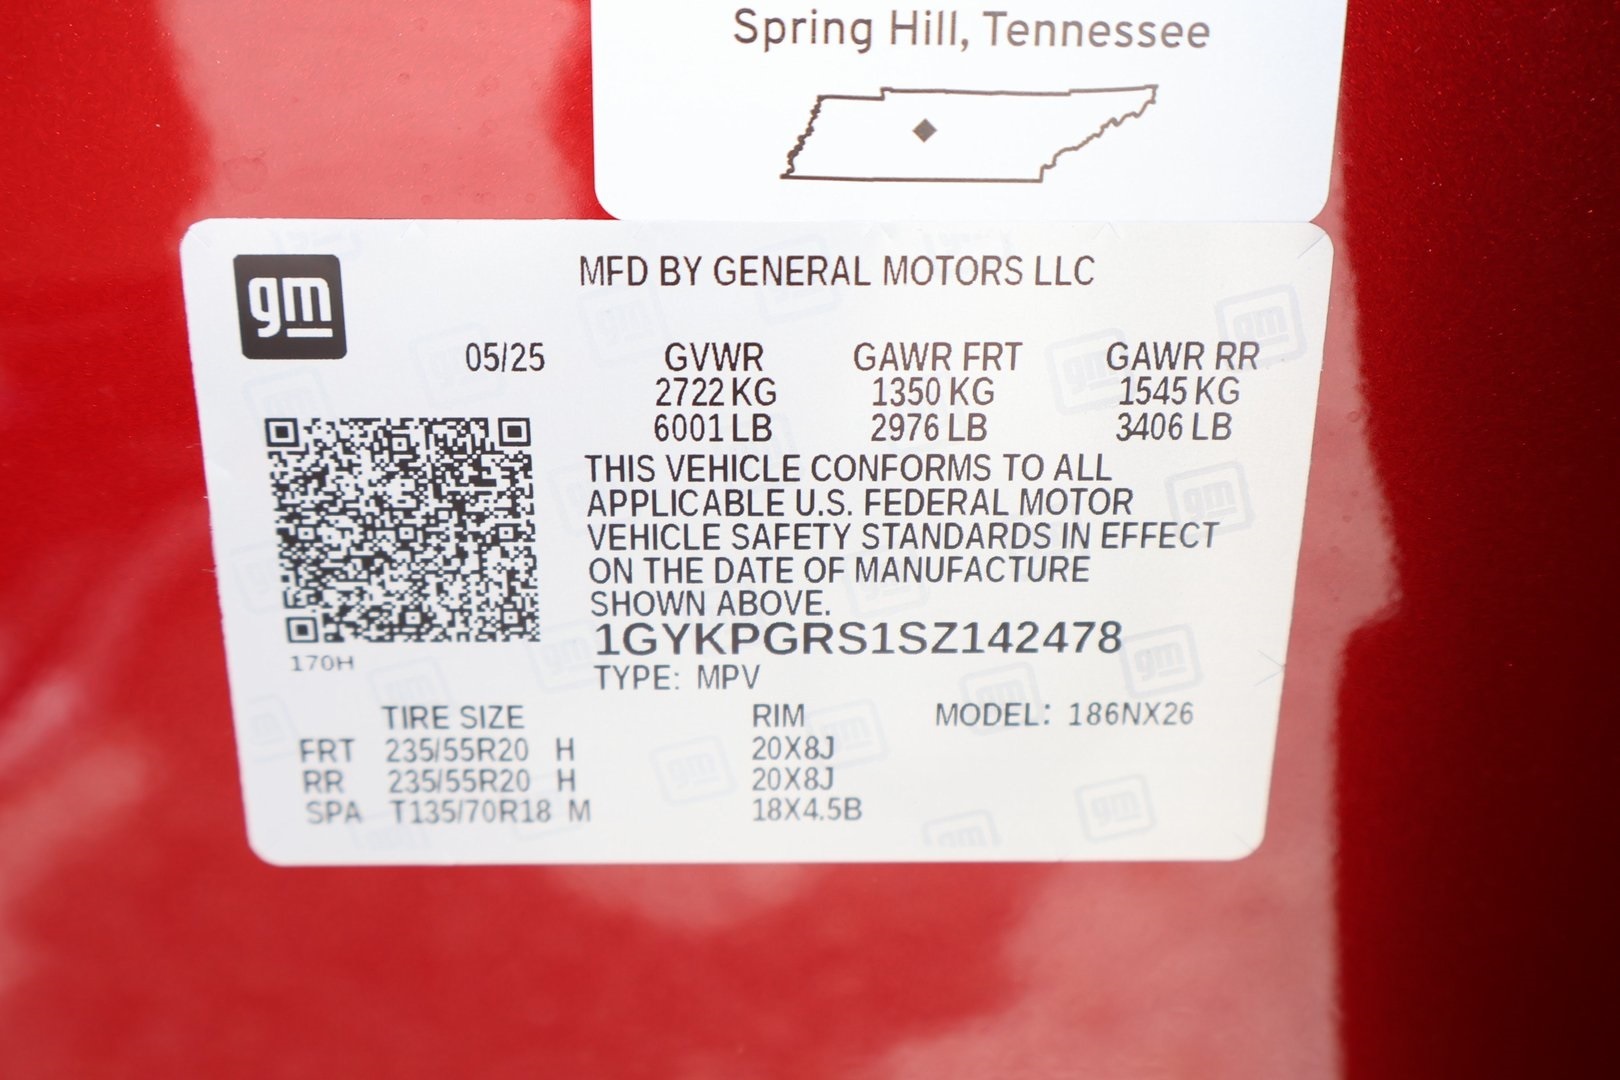 Spring Hill, Tennessee
gm
MFD BY GENERAL MOTORS LLC
05/25 GVWR GAWR FRT GAWR RR
2722 KG 1350 KG 1545 KG
6001 LB 2976 LB 3406 LB
THIS VEHICLE CONFORMS TO ALL
APPLICABLE U.S. FEDERAL MOTOR
VEHICLE SAFETY STANDARDS IN EFFECT
ON THE DATE OF MANUFACTURE
SHOWN ABOVE.
1GYKPGRS1SZ142478
170H
TYPE: MPV
TIRE SIZE RIM MODEL: 186NX26
FRT 235/55R20 H 20X8J
RR 235/55R20 H 20X8J
SPA T135/70R18 M 18X4.5B